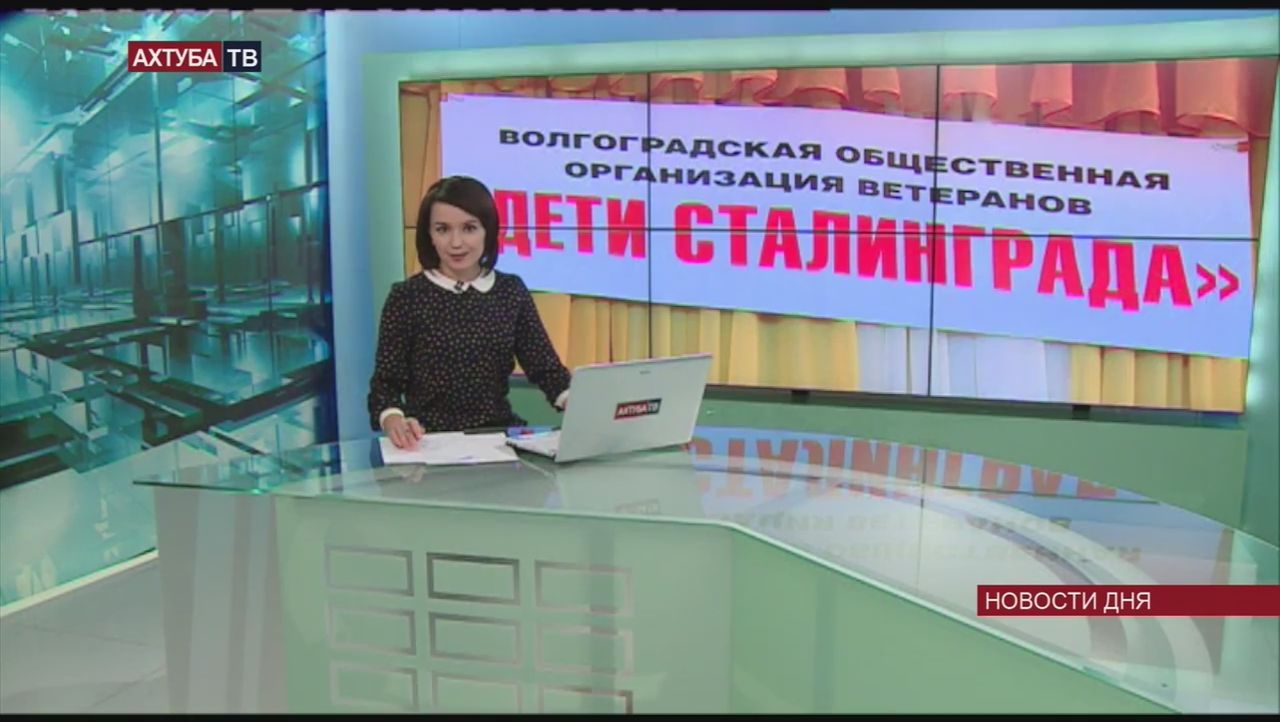 АХТУБА ТВ
ВОЛГОГРАДСКАЯ ОБЩЕСТВЕННАЯ
ОРГАНИЗАЦИЯ ВЕТЕРАНОВ
ДЕТИ СТАЛИНГРАДА»
АХТУБА ТВ
НОВОСТИ ДНЯ